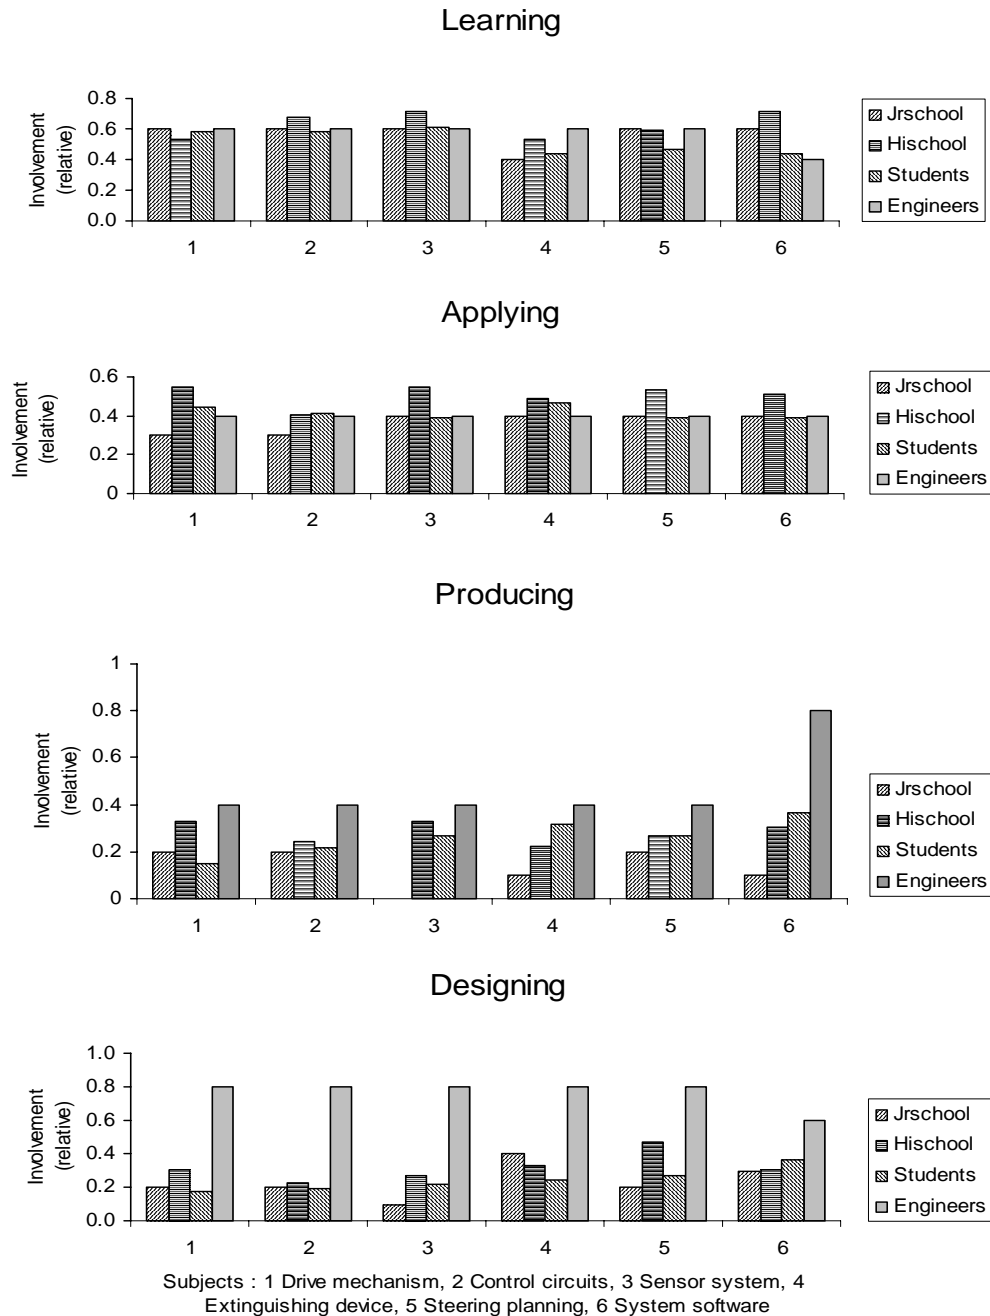 Learning
Involvement
(relative)
0.8
0.6
0.4
0.2
0.0
1 2 3 4 5 6
Jrschool
Hischool
Students
Engineers
Applying
Involvement
(relative)
0.6
0.4
0.2
0
1 2 3 4 5 6
Jrschool
Hischool
Students
Engineers
Producing
Involvement
(relative)
1
0.8
0.6
0.4
0.2
0
1 2 3 4 5 6
Jrschool
Hischool
Students
Engineers
Designing
Involvement
(relative)
1.0
0.8
0.6
0.4
0.2
0.0
1 2 3 4 5 6
Jrschool
Hischool
Students
Engineers
Subjects : 1 Drive mechanism, 2 Control circuits, 3 Sensor system, 4
Extinguishing device, 5 Steering planning, 6 System software